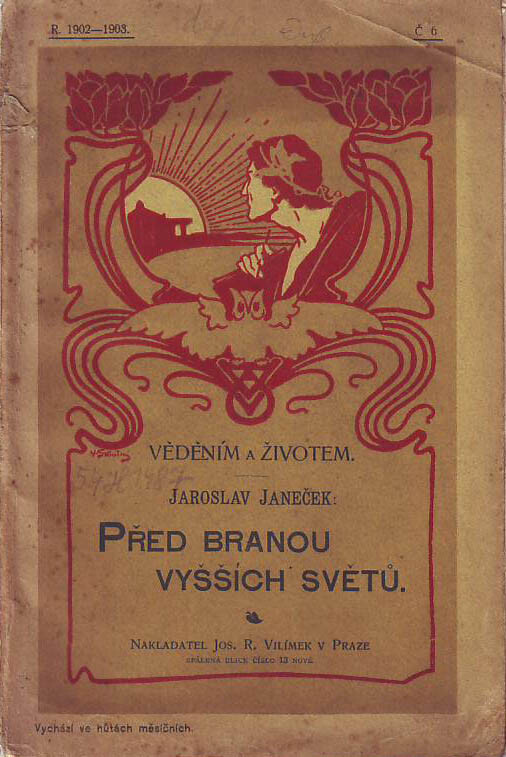 R. 1902—1903.
Č 6
VĚDĚNÍM A ŽIVOTEM.
JAROSLAV JANEČEK:
PŘED BRANOU
VYŠŠÍCH SVĚTŮ.
NAKLADATEL JOS. R. VILÍMEK V PRAZE
SPÁLENÁ ULICE ČÍSLO 13 NOVÉ.
Vychází ve lhůtách měsíčních.